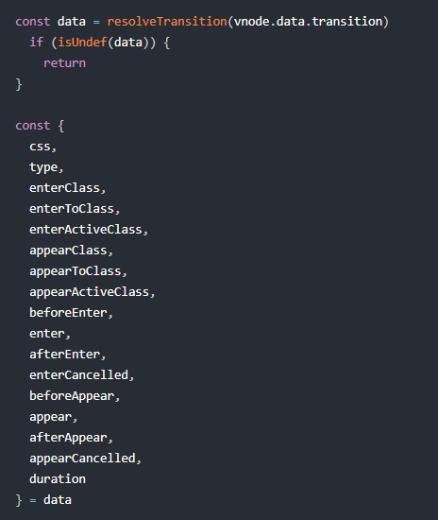 const data = resolveTransition(vnode.data.transition)
  if (isUndef(data)) {
    return
}

const {
  css,
  type,
  enterClass,
  enterToClass,
  enterActiveClass,
  appearClass,
  appearToClass,
  appearActiveClass,
  beforeEnter,
  enter,
  afterEnter,
  enterCancelled,
  beforeAppear,
  appear,
  afterAppear,
  appearCancelled,
  duration
} = data